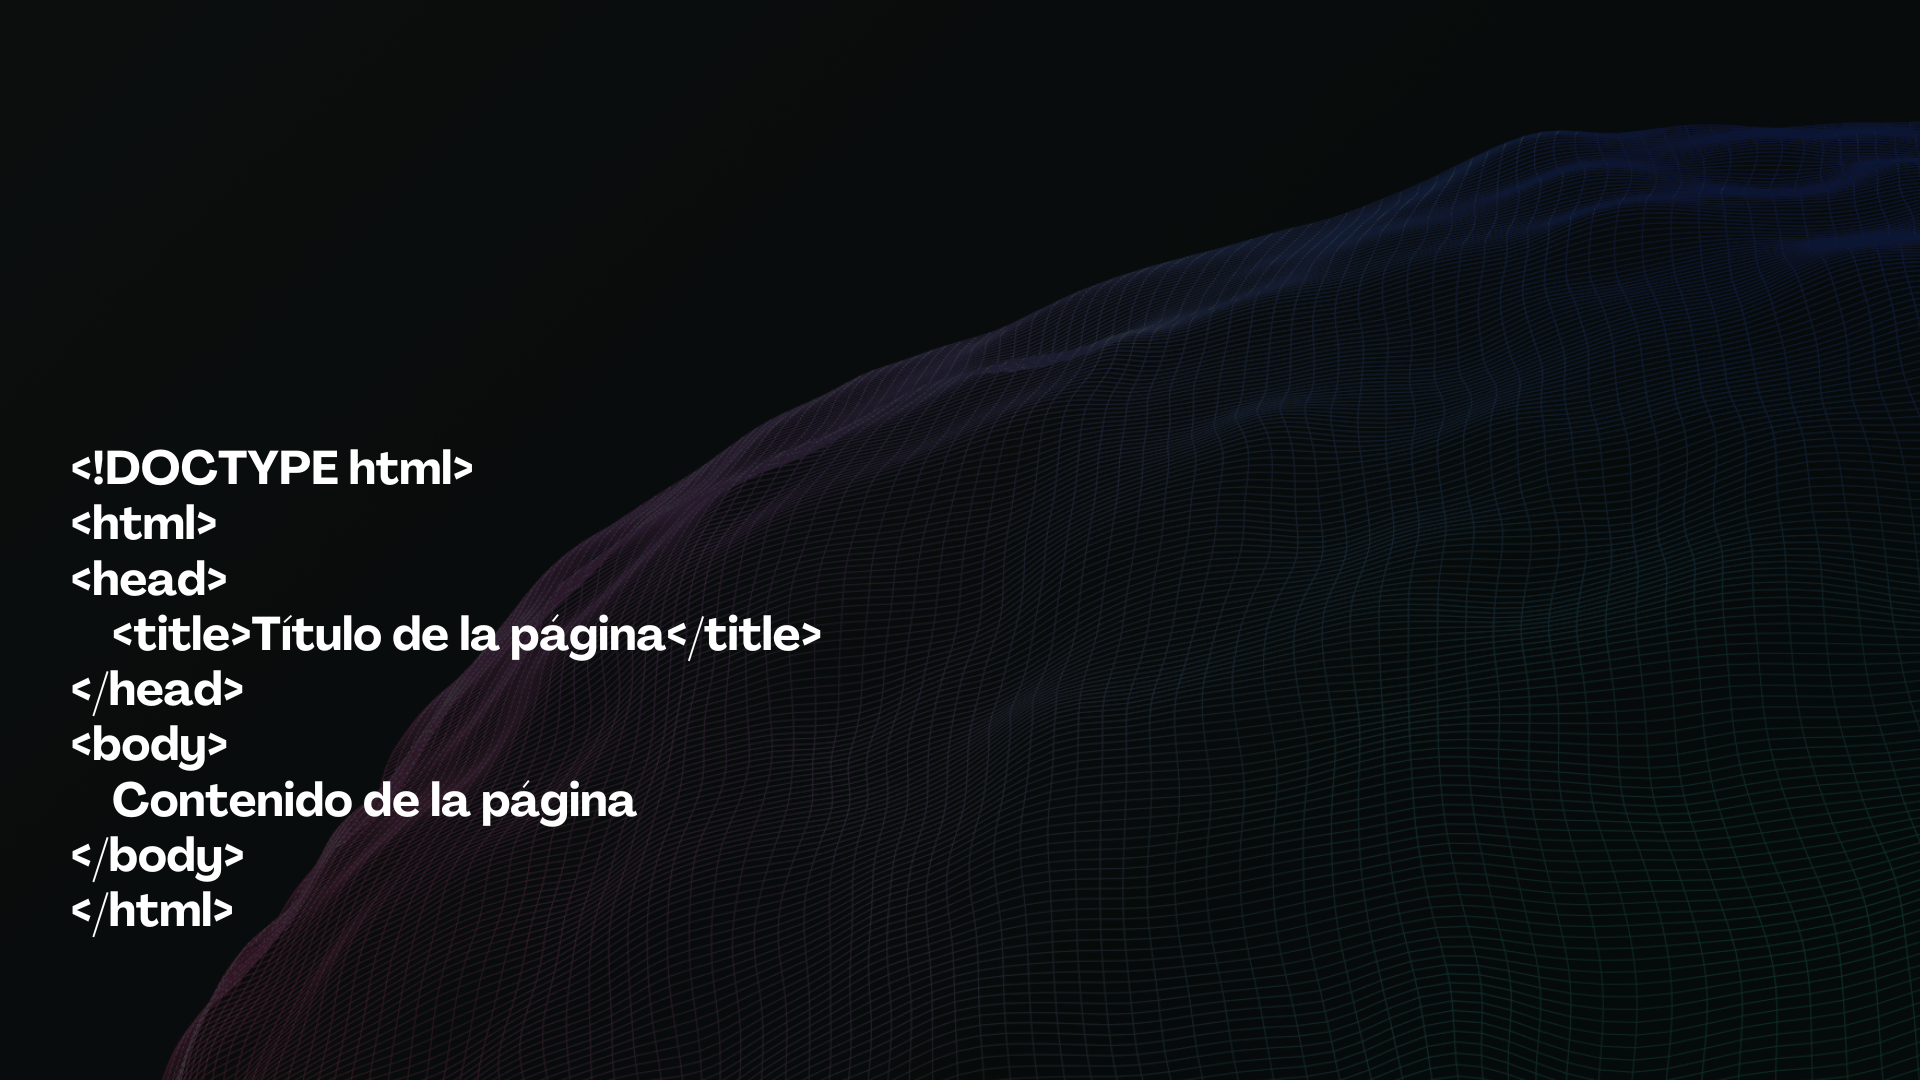 <!DOCTYPE html>
<html>
<head>
    <title>Título de la página</title>
</head>
<body>
    Contenido de la página
</body>
</html>